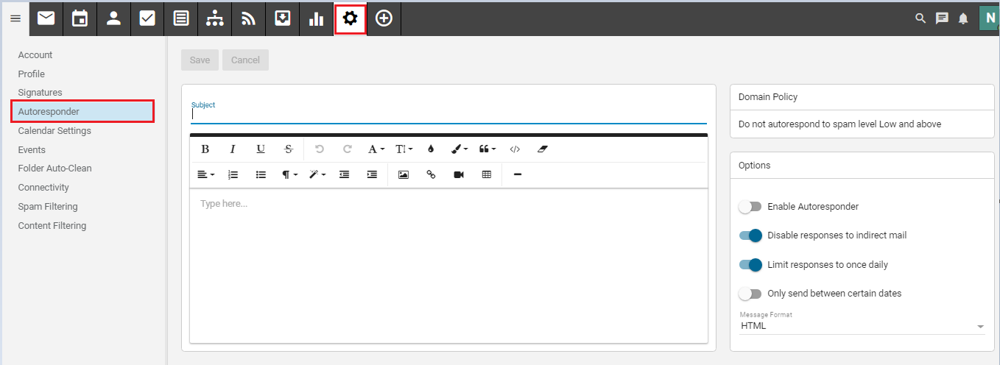 N
Account
Profile
Signatures
Autoresponder
Calendar Settings
Events
Folder Auto-Clean
Connectivity
Spam Filtering
Content Filtering
Save Cancel
Subject
B I U S A T
Type here...
Domain Policy
Do not autorespond to spam level Low and above
Options
Enable Autoresponder
Disable responses to indirect mail
Limit responses to once daily
Only send between certain dates
Message Format
HTML